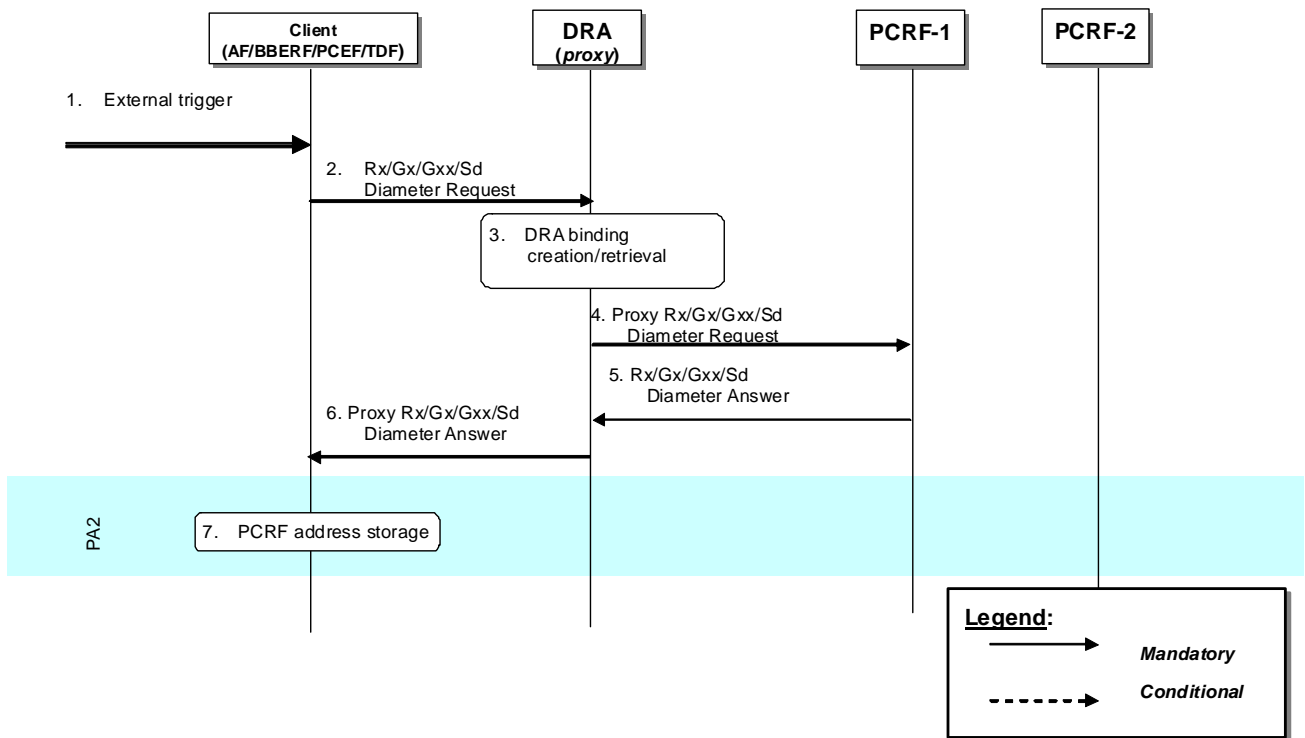 Client
(AF/BBERF/PCEF/TDF)
DRA
(proxy)
PCRF-1
PCRF-2
1. External trigger
2. Rx/Gx/Gxx/Sd
Diameter Request
3. DRA binding
creation/retrieval
4. Proxy Rx/Gx/Gxx/Sd
Diameter Request
5. Rx/Gx/Gxx/Sd
Diameter Answer
6. Proxy Rx/Gx/Gxx/Sd
Diameter Answer
PA2
7. PCRF address storage
Legend:
Mandatory
Conditional